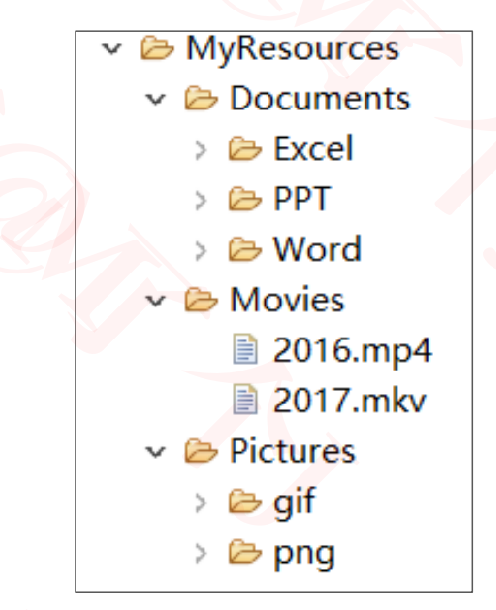 MyResources
Documents
Excel
PPT
Word
Movies
2016.mp4
2017.mkv
Pictures
gif
png